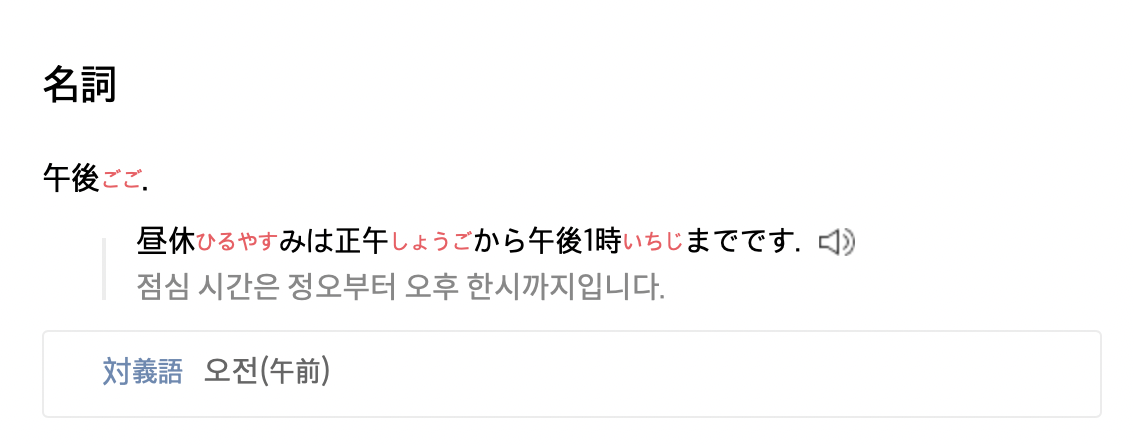 名詞
午後ごご.
昼休ひるやすみは正午しょうごから午後1時いちじまでです.
점심 시간은 정오부터 오후 한시까지입니다.
対義語 오전(午前)